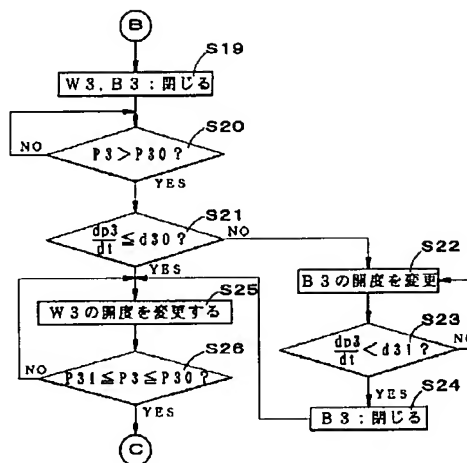 B
S19
W3, B3:閉じる
S20
P3>P30?
NO
YES
S21
dp3/dt≦d30?
NO
YES
S22
B3の開度を変更
S25
W3の開度を変更する
S23
dp3/dt<d31?
NO
YES
S26
P31≦P3≦P30?
NO
YES
S24
B3:閉じる
C